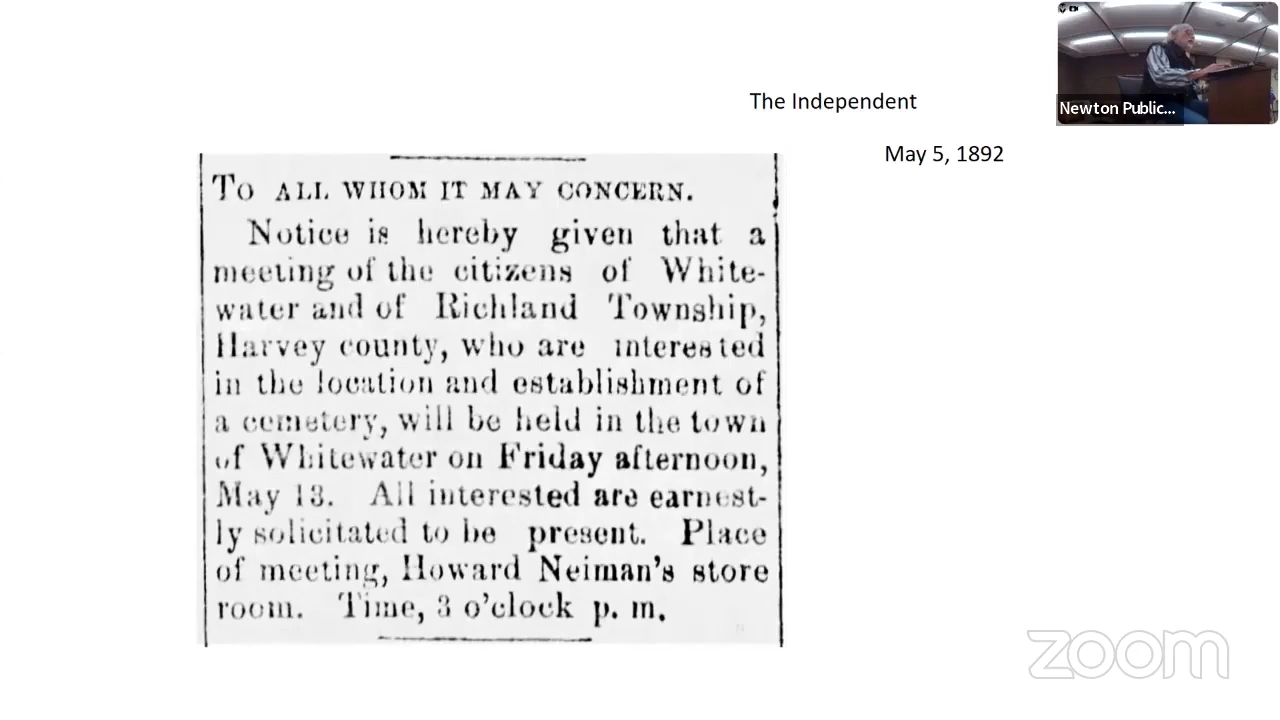 The Independent
May 5, 1892
Newton Public...
TO ALL WHOM IT MAY CONCERN.
Notice is hereby given that a
meeting of the citizens of White-
water and of Richland Township,
Harvey county, who are interested
in the location and establishment of
a cemetery, will be held in the town
of Whitewater on Friday afternoon,
May 13. All interested are earnest-
ly solicitated to be present. Place
of meeting, Howard Neiman's store
room. Time, 3 o'clock p. m.
zoom